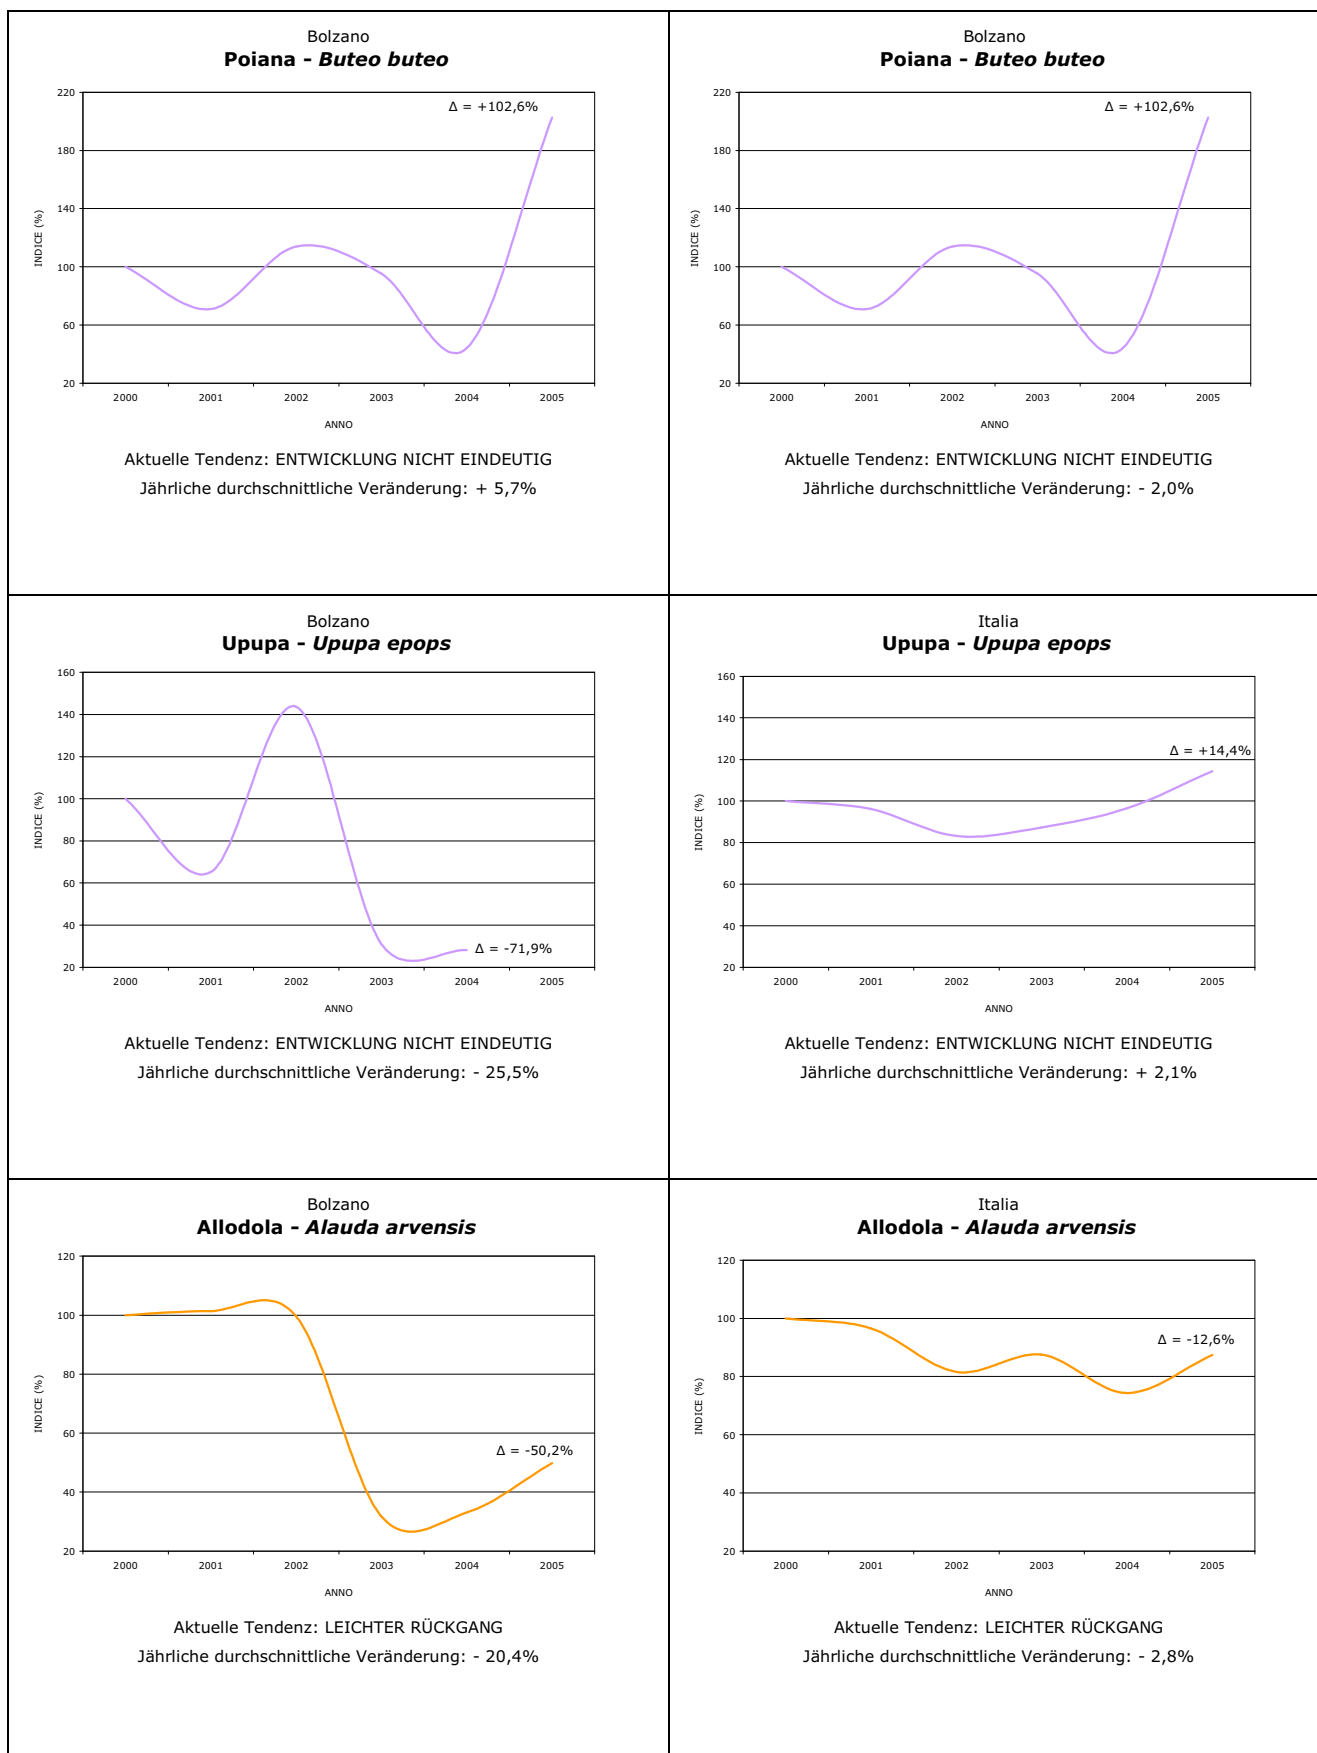 Bolzano
Poiana - Buteo buteo
Δ = +102,6%
220
180
140
100
60
20
INDICE (%)
2000 2001 2002 2003 2004 2005
ANNO
Aktuelle Tendenz: ENTWICKLUNG NICHT EINDEUTIG
Jährliche durchschnittliche Veränderung: + 5,7%
Bolzano
Poiana - Buteo buteo
Δ = +102,6%
220
180
140
100
60
20
INDICE (%)
2000 2001 2002 2003 2004 2005
ANNO
Aktuelle Tendenz: ENTWICKLUNG NICHT EINDEUTIG
Jährliche durchschnittliche Veränderung: - 2,0%
Bolzano
Upupa - Upupa epops
160
140
120
100
80
60
40
20
INDICE (%)
Δ = -71,9%
2000 2001 2002 2003 2004 2005
ANNO
Aktuelle Tendenz: ENTWICKLUNG NICHT EINDEUTIG
Jährliche durchschnittliche Veränderung: - 25,5%
Italia
Upupa - Upupa epops
160
140
120
100
80
60
40
20
INDICE (%)
Δ = +14,4%
2000 2001 2002 2003 2004 2005
ANNO
Aktuelle Tendenz: ENTWICKLUNG NICHT EINDEUTIG
Jährliche durchschnittliche Veränderung: + 2,1%
Bolzano
Allodola - Alauda arvensis
120
100
80
60
40
20
INDICE (%)
Δ = -50,2%
2000 2001 2002 2003 2004 2005
ANNO
Aktuelle Tendenz: LEICHTER RÜCKGANG
Jährliche durchschnittliche Veränderung: - 20,4%
Italia
Allodola - Alauda arvensis
120
100
80
60
40
20
INDICE (%)
Δ = -12,6%
2000 2001 2002 2003 2004 2005
ANNO
Aktuelle Tendenz: LEICHTER RÜCKGANG
Jährliche durchschnittliche Veränderung: - 2,8%